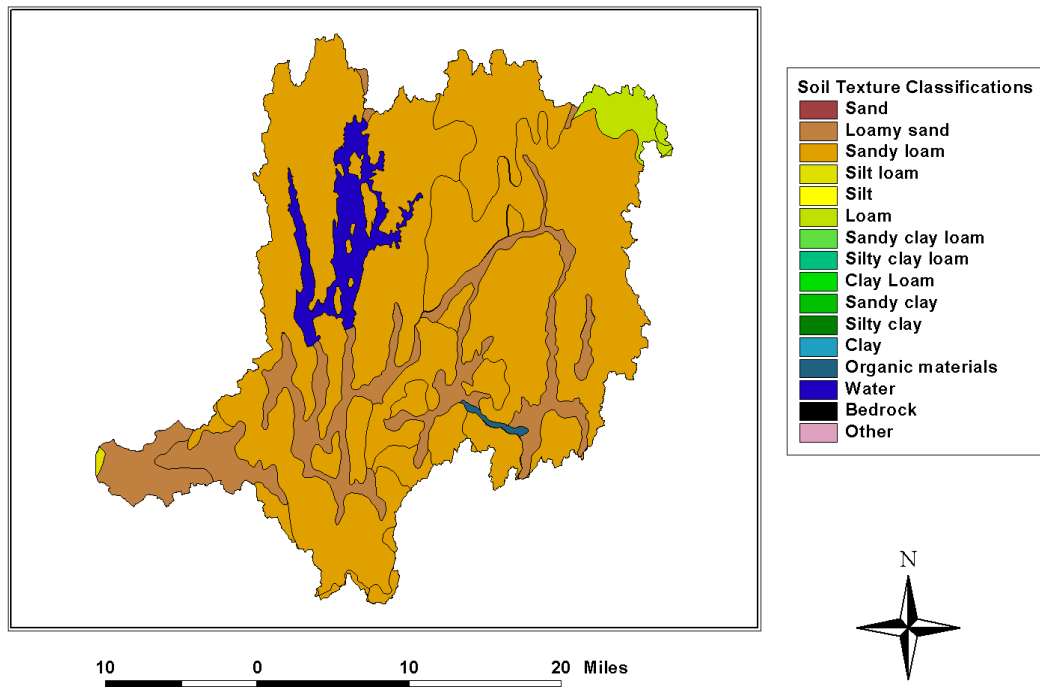 Soil Texture Classifications
Sand
Loamy sand
Sandy loam
Silt loam
Silt
Loam
Sandy clay loam
Silty clay loam
Clay Loam
Sandy clay
Silty clay
Clay
Organic materials
Water
Bedrock
Other
N
10 0 10 20 Miles